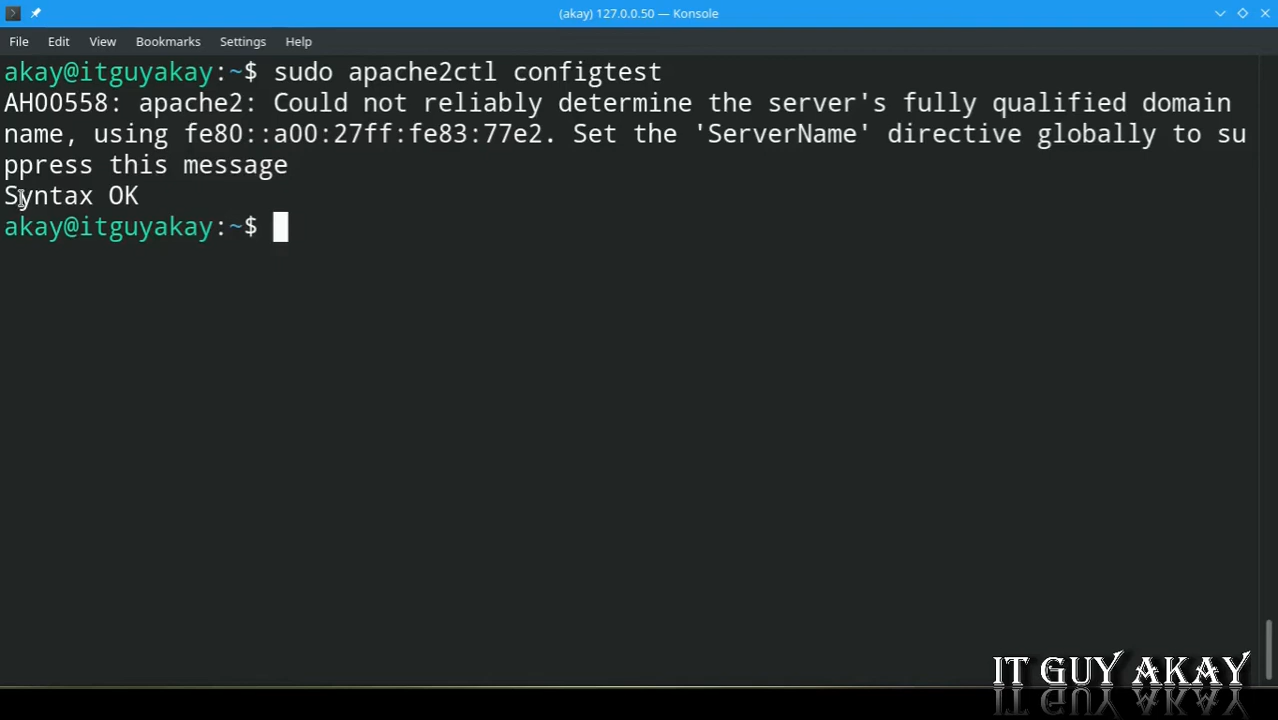 (akay) 127.0.0.50 — Konsole
File Edit View Bookmarks Settings Help
akay@itguyakay:~$ sudo apache2ctl configtest
AH00558: apache2: Could not reliably determine the server's fully qualified domain
name, using fe80::a00:27ff:fe83:77e2. Set the 'ServerName' directive globally to su
ppress this message
Syntax OK
akay@itguyakay:~$
IT GUY AKAY